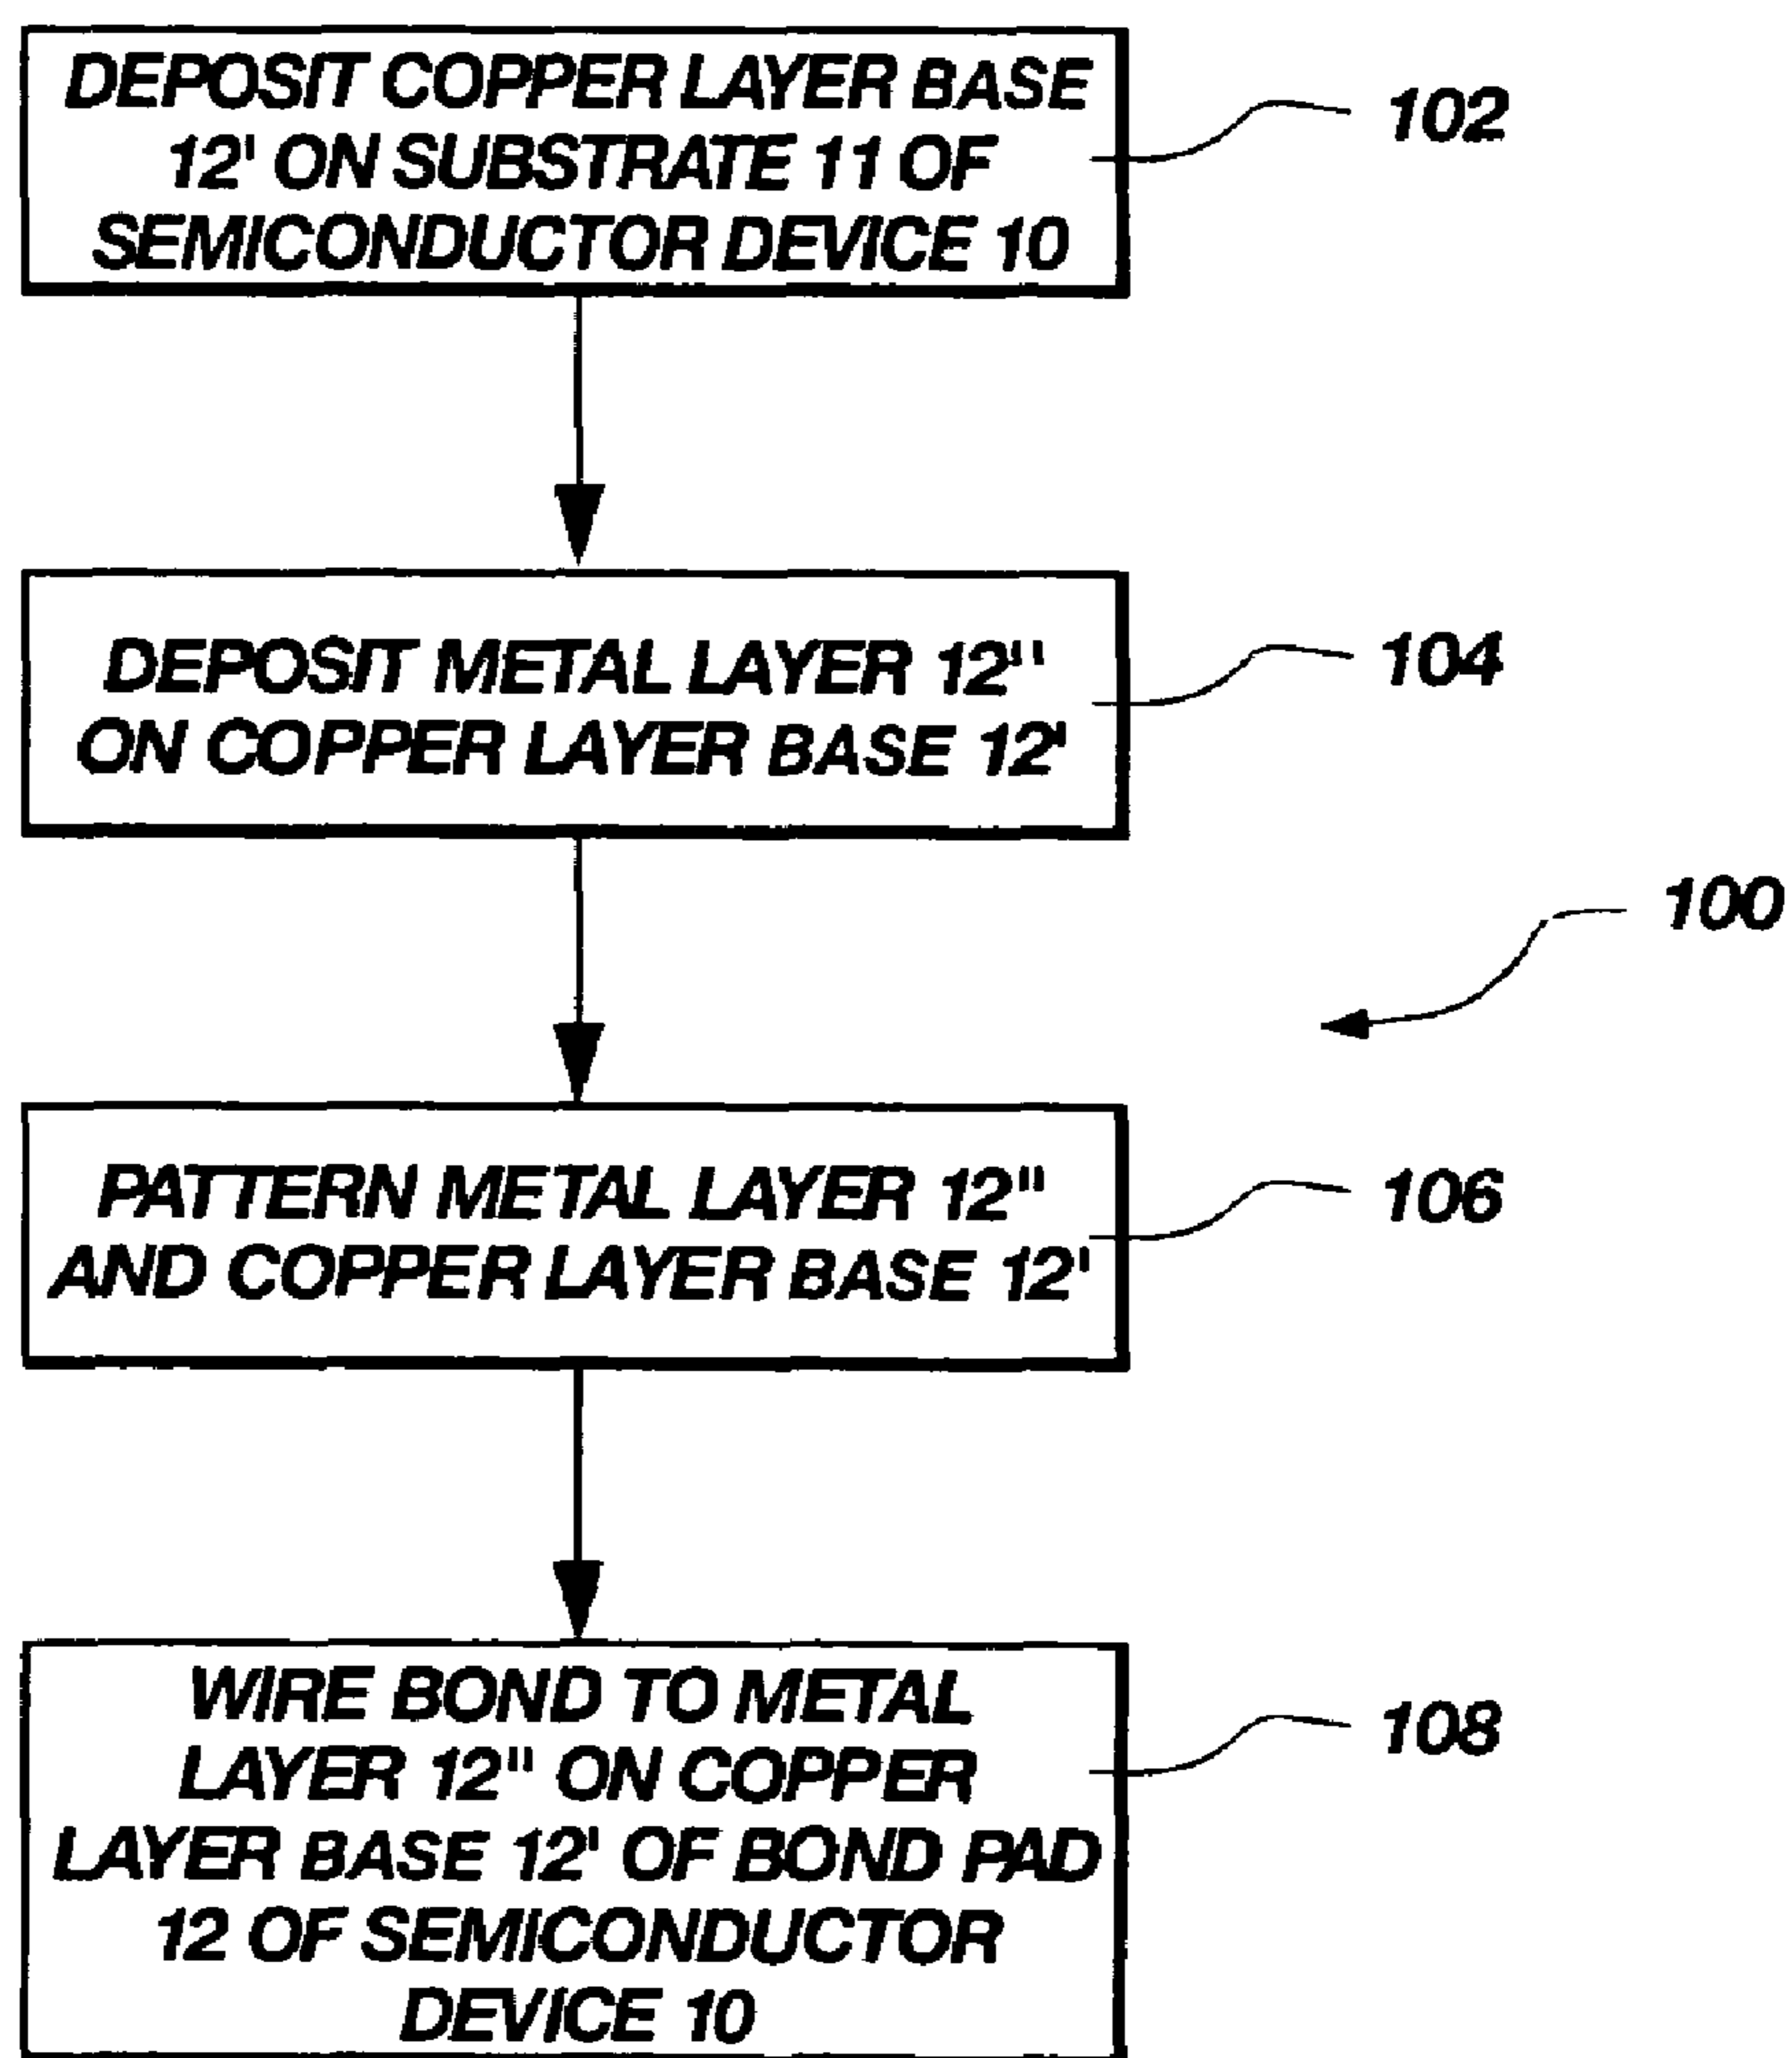 DEPOSIT COPPER LAYER BASE
12' ON SUBSTRATE 11 OF
SEMICONDUCTOR DEVICE 10
102
DEPOSIT METAL LAYER 12"
ON COPPER LAYER BASE 12'
104
100
PATTERN METAL LAYER 12"
AND COPPER LAYER BASE 12'
106
WIRE BOND TO METAL
LAYER 12" ON COPPER
LAYER BASE 12' OF BOND PAD
12 OF SEMICONDUCTOR
DEVICE 10
108